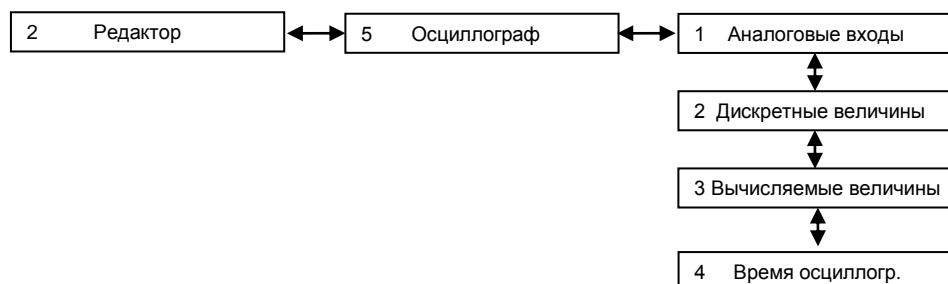 2 Редактор
5 Осциллограф
1 Аналоговые входы
2 Дискретные величины
3 Вычисляемые величины
4 Время осциллогр.